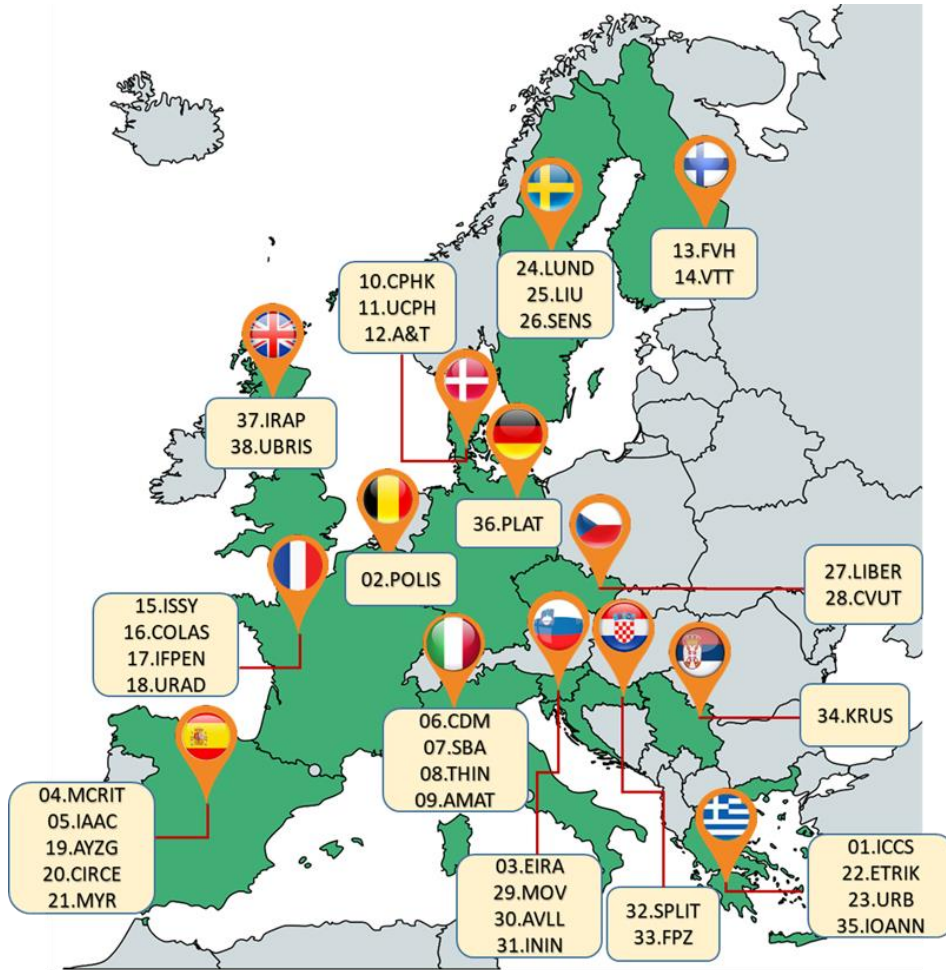 13.FVH
14.VTT
24.LUND
25.LIU
26.SENS
10.CPHK
11.UCPH
12.A&T
37.IRAP
38.UBRIS
36.PLAT
02.POLIS
27.LIBER
28.CVUT
15.ISSY
16.COLAS
17.IFPEN
18.URAD
34.KRUS
06.CDM
07.SBA
08.THIN
09.AMAT
04.MCRIT
05.IAAC
19.AYZG
20.CIRCE
21.MYR
03.EIRA
29.MOV
30.AVLL
31.ININ
32.SPLIT
33.FPZ
01.ICCS
22.ETRIK
23.URB
35.IOANN